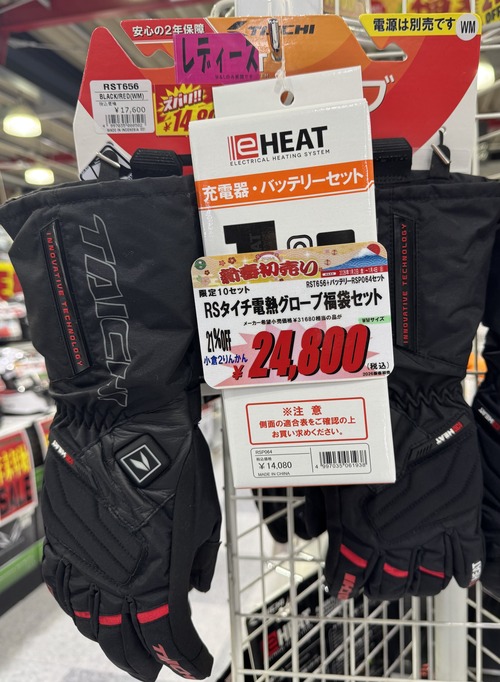 安心の2年保障
TAICHI
電源は別売です
WM
レディース
RST656
BLACK/RED(WM)
¥17,600
ズバリ!!
eHEAT
ELECTRICAL HEATING SYSTEM
充電器・バッテリーセット
新春初売り
RST656+バッテリーRSP064セット
限定10セット
RSタイチ電熱グローブ福袋セット
メーカー希望小売価格¥31680相当の品が
WMサイズ
21%OFF
小倉2りんかん
¥24,800
(税込)
※注意
側面の適合表をご確認の上
お買い求めください。
RSP064
¥14,080
MADE IN CHINA
4 997035 061938
TAICHI
INNOVATIVE TECHNOLOGY
INNOVATIVE TECHNOLOGY
TAICHI
SALE
eHEAT